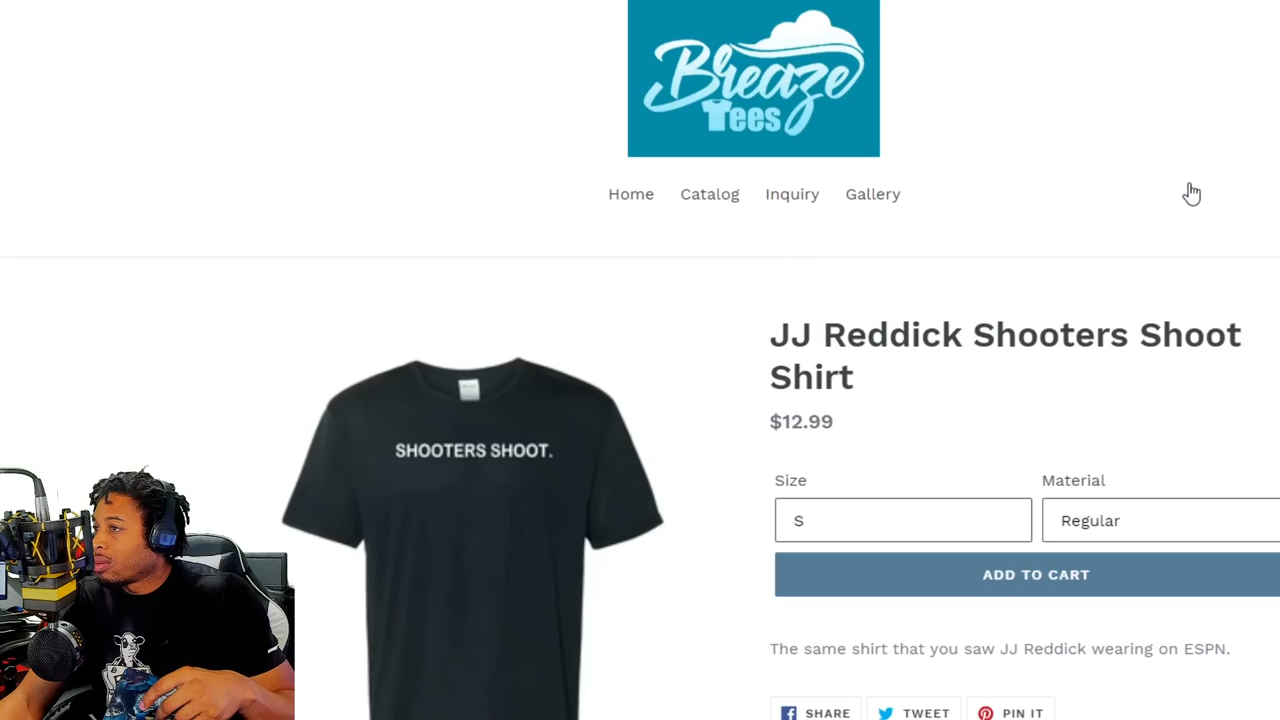 Breaze
Tees
Home Catalog Inquiry Gallery
JJ Reddick Shooters Shoot
Shirt
$12.99
SHOOTERS SHOOT.
Size Material
S Regular
ADD TO CART
The same shirt that you saw JJ Reddick wearing on ESPN.
SHARE TWEET PIN IT